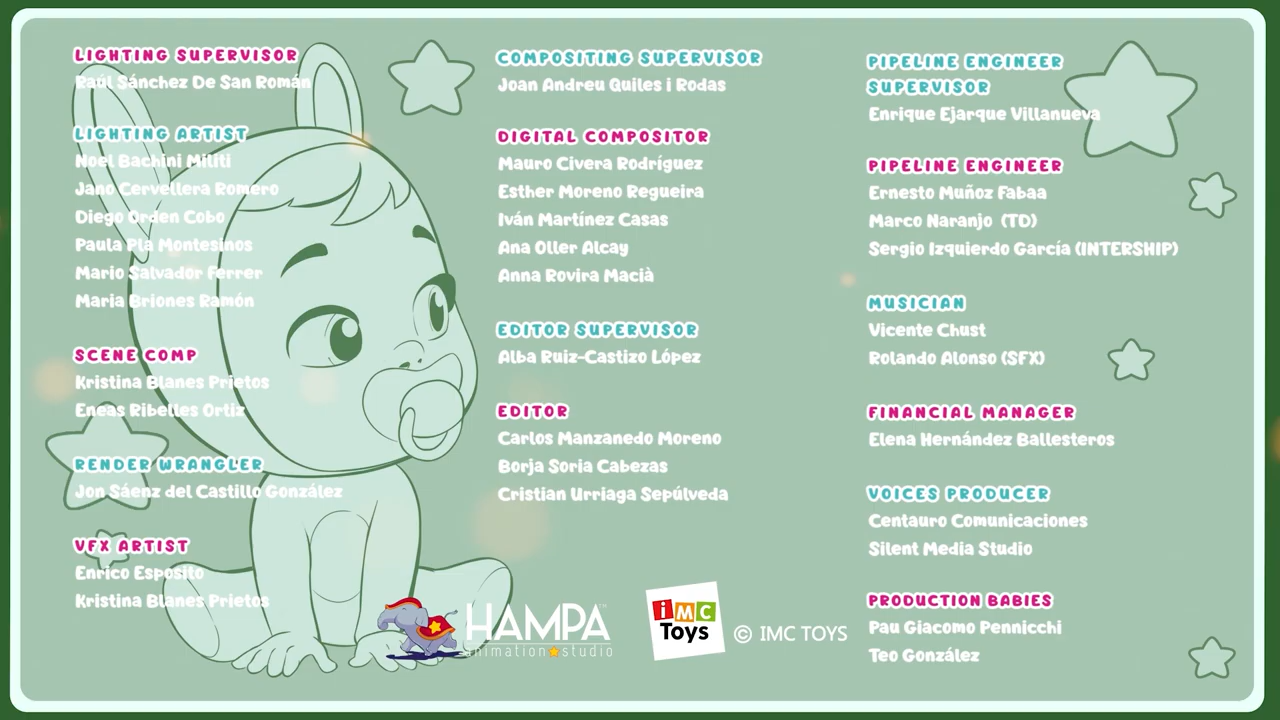 LIGHTING SUPERVISOR
Raúl Sánchez De San Román
LIGHTING ARTIST
Noel Bachini Militi
Jano Cervellera Romero
Diego Orden Cobo
Paula Pla Montesinos
Mario Salvador Ferrer
Maria Briones Ramón
SCENE COMP
Kristina Blanes Prietos
Eneas Ribelles Ortiz
RENDER WRANGLER
Jon Sáenz del Castillo González
VFX ARTIST
Enrico Esposito
Kristina Blanes Prietos
COMPOSITING SUPERVISOR
Joan Andreu Quiles i Rodas
DIGITAL COMPOSITOR
Mauro Civera Rodríguez
Esther Moreno Regueira
Iván Martínez Casas
Ana Oller Alcay
Anna Rovira Macià
EDITOR SUPERVISOR
Alba Ruiz-Castizo López
EDITOR
Carlos Manzanedo Moreno
Borja Soria Cabezas
Cristian Urriaga Sepúlveda
HAMPA
animation studio
imc
Toys
© IMC TOYS
PIPELINE ENGINEER
SUPERVISOR
Enrique Ejarque Villanueva
PIPELINE ENGINEER
Ernesto Muñoz Fabaa
Marco Naranjo (TD)
Sergio Izquierdo García (INTERSHIP)
MUSICIAN
Vicente Chust
Rolando Alonso (SFX)
FINANCIAL MANAGER
Elena Hernández Ballesteros
VOICES PRODUCER
Centauro Comunicaciones
Silent Media Studio
PRODUCTION BABIES
Pau Giacomo Pennicchi
Teo González